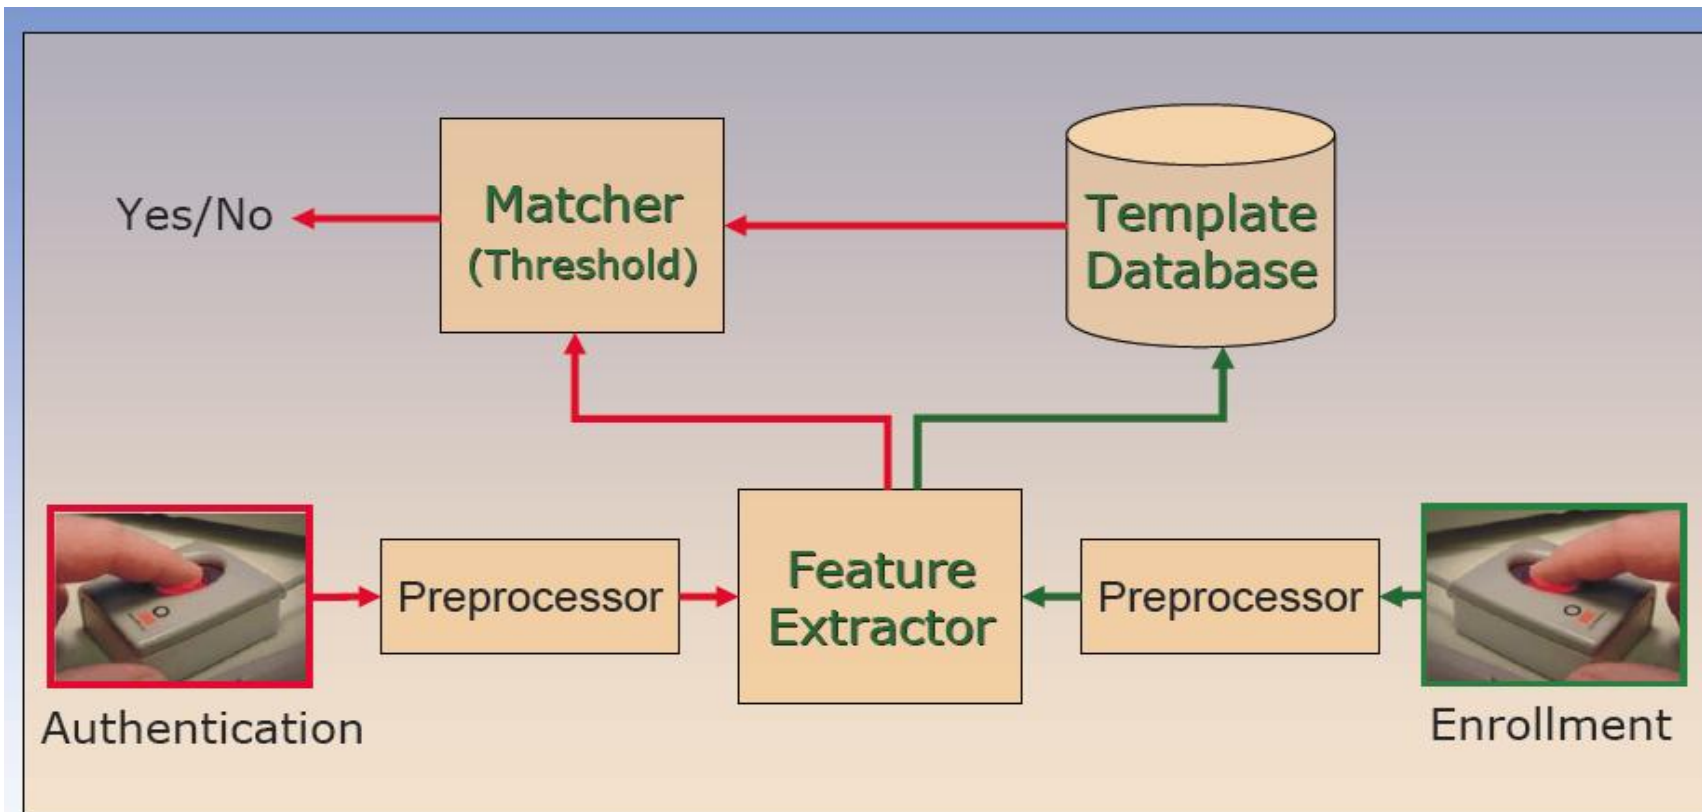 Matcher
(Threshold)
Template
Database
Yes/No
Feature
Extractor
Preprocessor
Preprocessor
Authentication
Enrollment